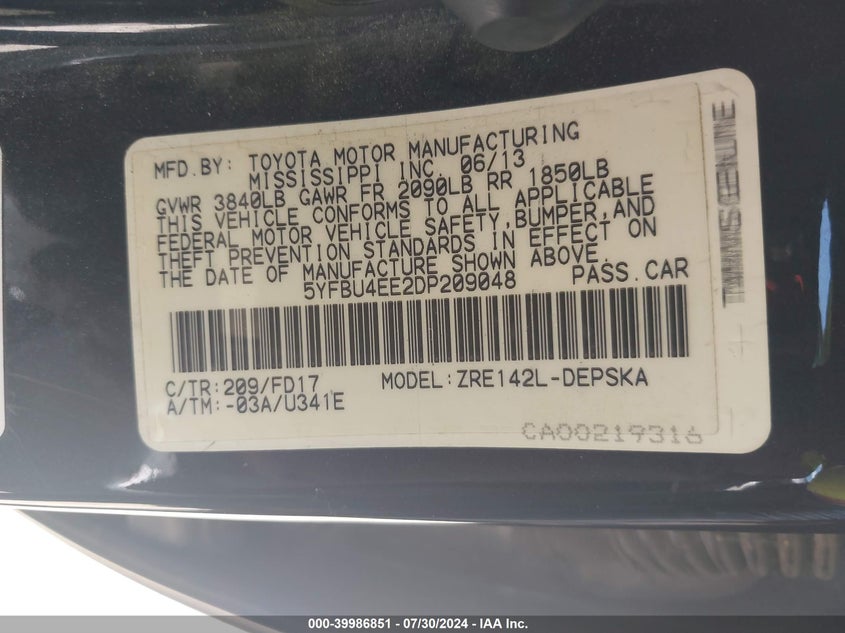 MFD.BY: TOYOTA MOTOR MANUFACTURING
MISSISSIPPI INC. 06/13
GVWR 3840LB GAWR FR 2090LB RR 1850LB
THIS VEHICLE CONFORMS TO ALL APPLICABLE
FEDERAL MOTOR VEHICLE SAFETY,BUMPER,AND
THEFT PREVENTION STANDARDS IN EFFECT ON
THE DATE OF MANUFACTURE SHOWN ABOVE.
5YFBU4EE2DP209048 PASS.CAR
C/TR:209/FD17 MODEL:ZRE142L-DEPSKA
A/TM:-03A/U341E
CA00219316
000-39986851 / 07/30/2024 - IAA Inc.